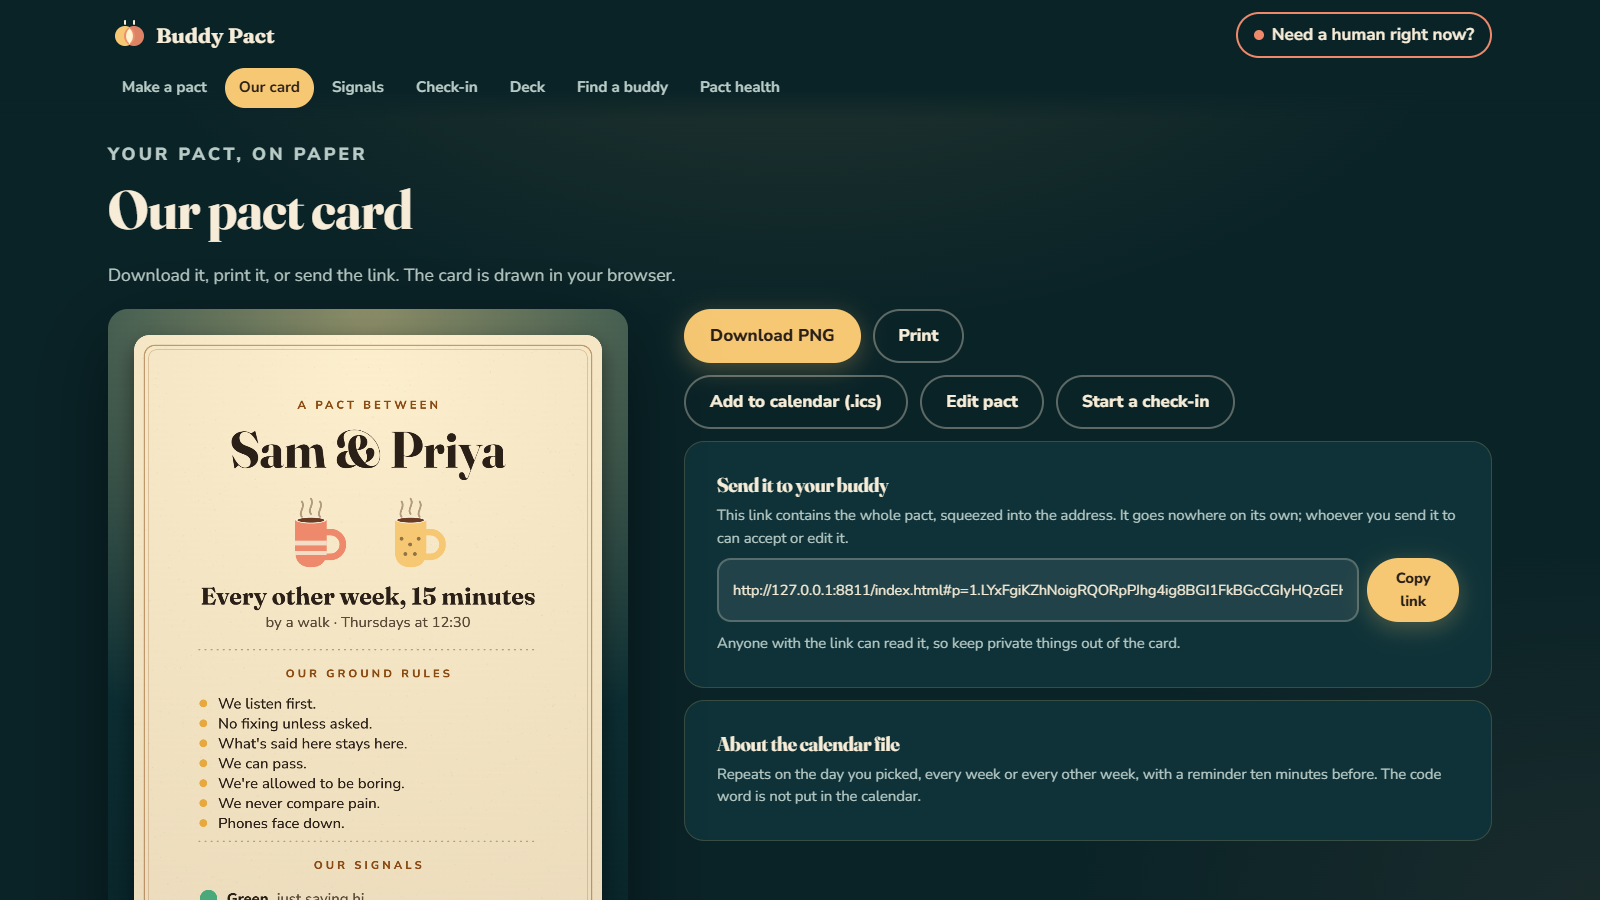 Buddy Pact
Need a human right now?
Make a pact
Our card
Signals
Check-in
Deck
Find a buddy
Pact health
YOUR PACT, ON PAPER
Our pact card
Download it, print it, or send the link. The card is drawn in your browser.
A PACT BETWEEN
Sam & Priya
Every other week, 15 minutes
by a walk · Thursdays at 12:30
OUR GROUND RULES
We listen first.
No fixing unless asked.
What's said here stays here.
We can pass.
We're allowed to be boring.
We never compare pain.
Phones face down.
OUR SIGNALS
Green just saying hi
Download PNG
Print
Add to calendar (.ics)
Edit pact
Start a check-in
Send it to your buddy
This link contains the whole pact, squeezed into the address. It goes nowhere on its own; whoever you send it to
can accept or edit it.
http://127.0.0.1:8811/index.html#p=1.LYxFgiKZhNoigRQORpPJhg4ig8BGI1FkBGcCGIyHQzGEh
Copy
link
Anyone with the link can read it, so keep private things out of the card.
About the calendar file
Repeats on the day you picked, every week or every other week, with a reminder ten minutes before. The code
word is not put in the calendar.